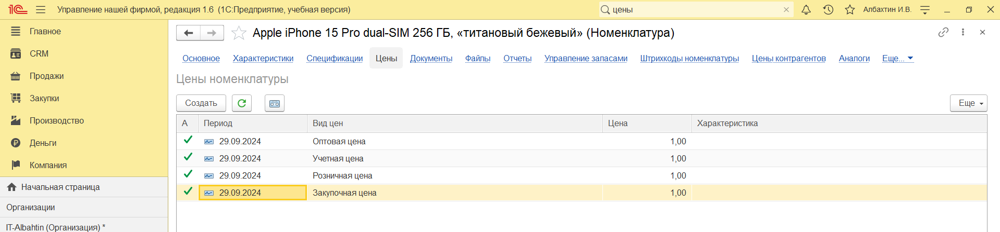 1С Управление нашей фирмой, редакция 1.6 (1С:Предприятие, учебная версия) цены Албахтин И.В.
Главное
CRM
Продажи
Закупки
Производство
Деньги
Компания
Начальная страница
Организации
IT-Albahtin (Организация) *
Apple iPhone 15 Pro dual-SIM 256 ГБ, «титановый бежевый» (Номенклатура)
Основное Характеристики Спецификации Цены Документы Файлы Отчеты Управление запасами Штрихкоды номенклатуры Цены контрагентов Аналоги Еще...
Цены номенклатуры
Создать Еще
А Период Вид цен Цена Характеристика
29.09.2024 Оптовая цена 1,00
29.09.2024 Учетная цена 1,00
29.09.2024 Розничная цена 1,00
29.09.2024 Закупочная цена 1,00